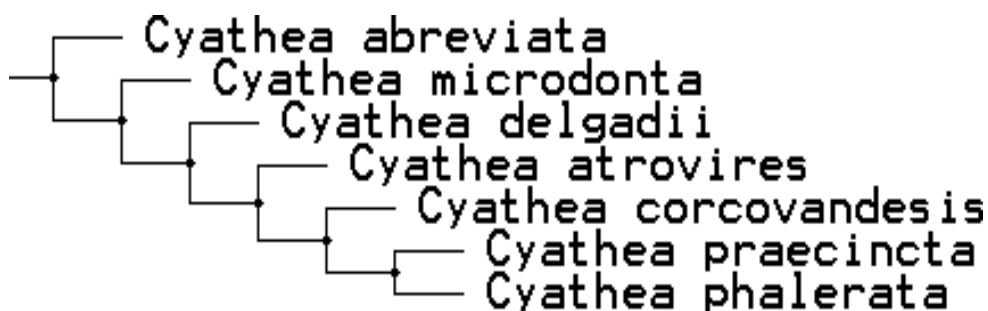 Cyathea abreviata
Cyathea microdonta
Cyathea delgadii
Cyathea atrovires
Cyathea corcovandesis
Cyathea praecincta
Cyathea phalerata